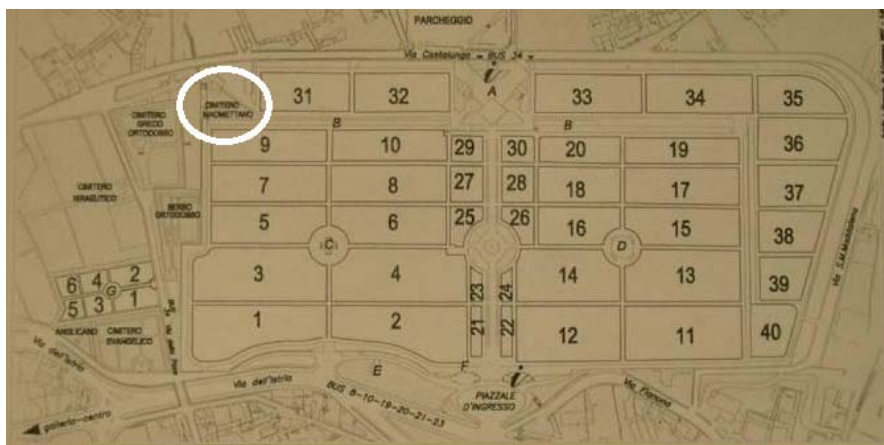 PARCHEGGIO
Via Costalunga - BUS 34
i
A
CIMITERO
MAOMETTANO
31
32
33
34
35
B
B
CIMITERO
GRECO
ORTODOSSO
9
10
29
30
20
19
36
7
8
27
28
18
17
37
CIMITERO
ISRAELITICO
SERBO
ORTODOSSO
5
6
25
26
16
15
38
C
D
3
4
23
24
14
13
39
6
4
2
G
5
3
1
1
2
21
22
12
11
40
ANGLICANO
CIMITERO
EVANGELICO
Via S.M.Maddalena
Via dell'Istria
E
F
i
Via dell'Istria
BUS 8-10-19-20-21-23
PIAZZALE
D'INGRESSO
Via Flavia
galleria-centro